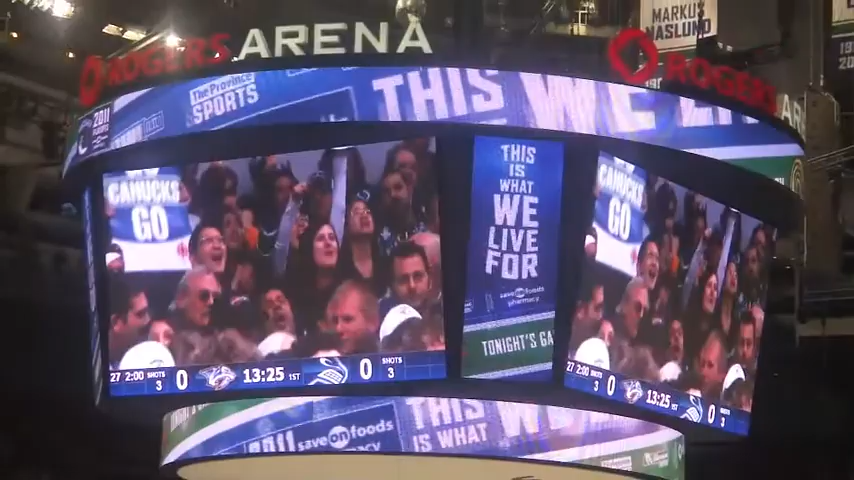 MARKUS
NASLUND
ROGERS ARENA
ROGERS
The Province
SPORTS
THIS
WE
2011
CANUCKS
GO
THIS
IS
WHAT
WE
LIVE
FOR
save on foods
pharmacy
TONIGHT'S GA
CANUCKS
GO
27 2:00 SHOTS 3 0 13:25 1ST 0 SHOTS 3
2:00 SHOTS 3 0 13:25 1ST 0 SHOTS 3
2011
save on foods
THIS
IS WHAT